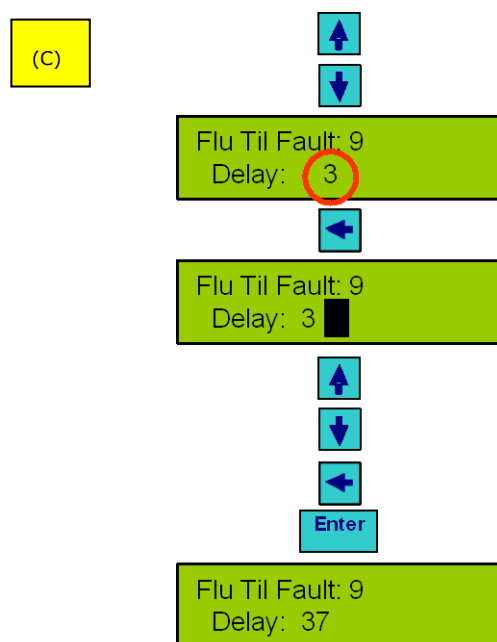 (C)
Flu Til Fault: 9
Delay: 3
Flu Til Fault: 9
Delay: 3
Enter
Flu Til Fault: 9
Delay: 37